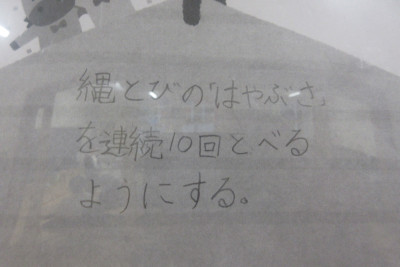 縄とびの「はやぶさ」
を連続10回とべる
ようにする。